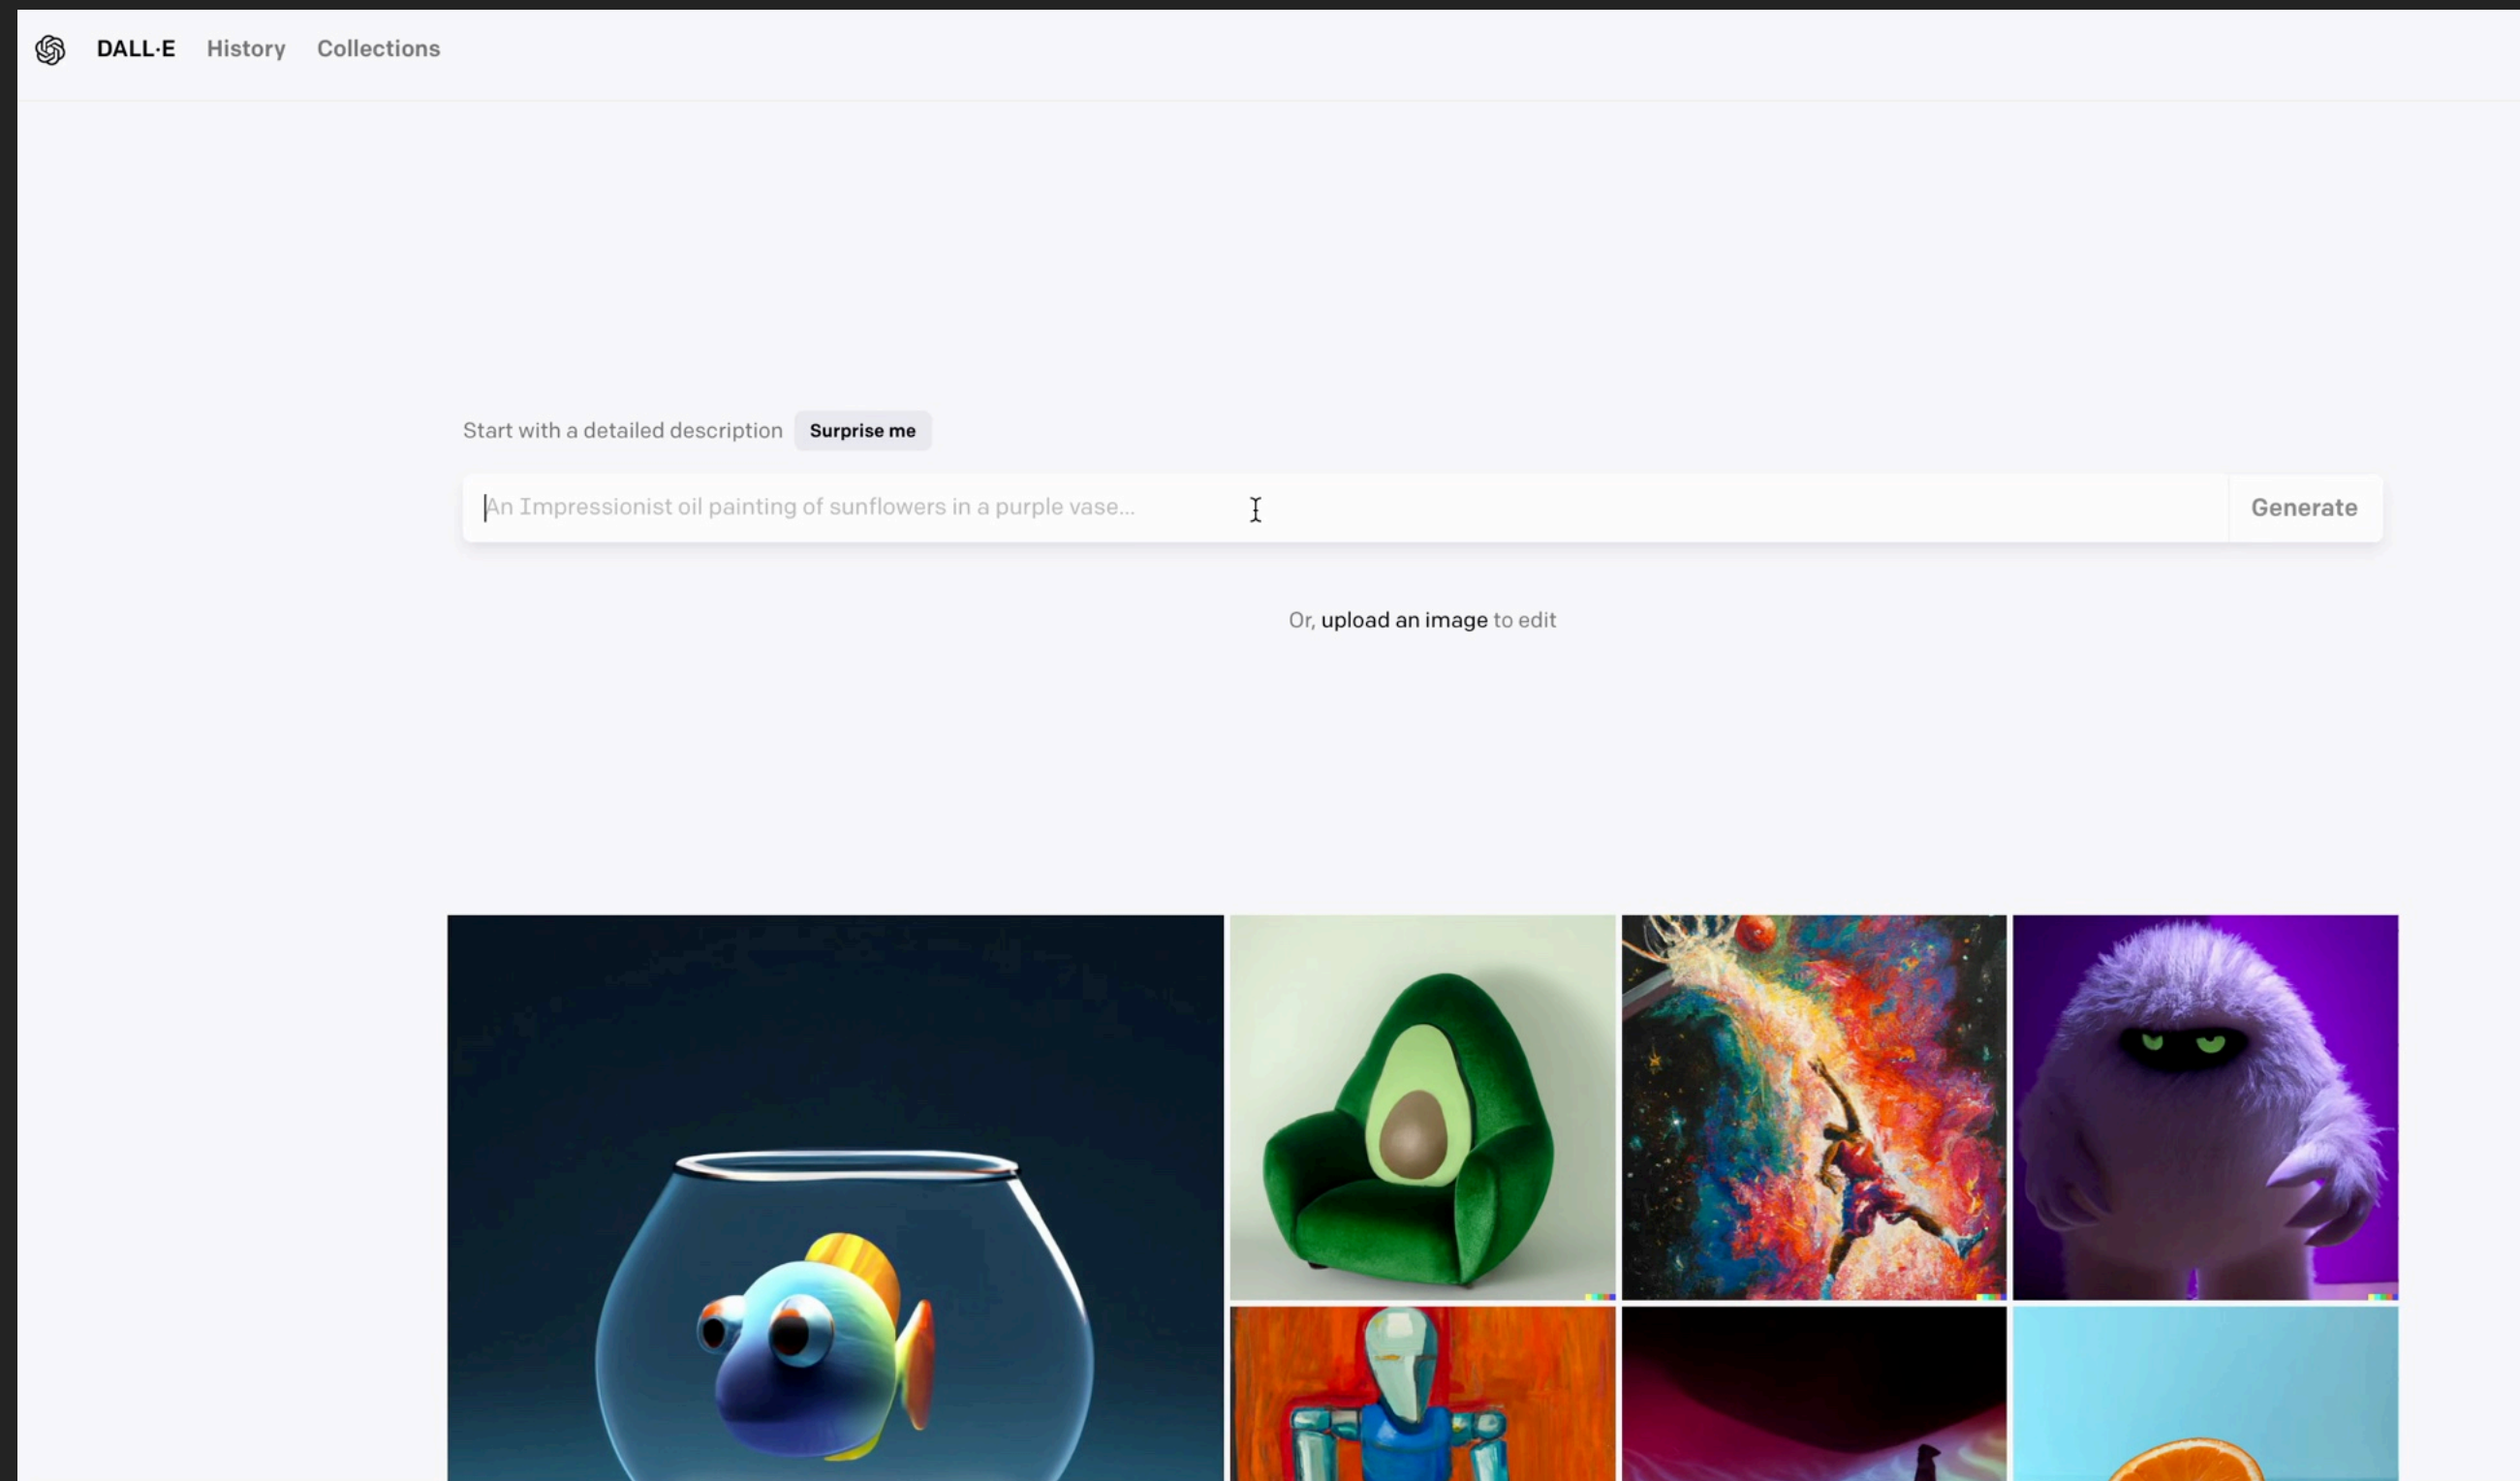 DALL·E History Collections
Start with a detailed description Surprise me
An Impressionist oil painting of sunflowers in a purple vase... Generate
Or, upload an image to edit